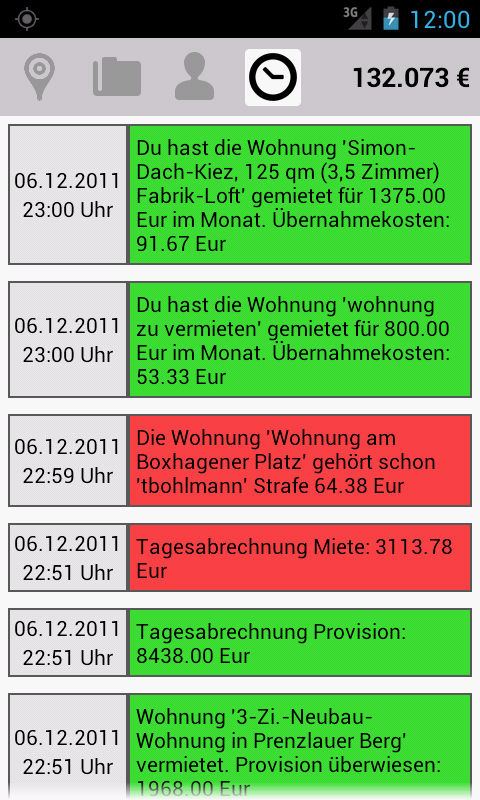 3G
12:00
132.073 €
06.12.2011
23:00 Uhr
Du hast die Wohnung 'Simon-
Dach-Kiez, 125 qm (3,5 Zimmer)
Fabrik-Loft' gemietet für 1375.00
Eur im Monat. Übernahmekosten:
91.67 Eur
06.12.2011
23:00 Uhr
Du hast die Wohnung 'wohnung
zu vermieten' gemietet für 800.00
Eur im Monat. Übernahmekosten:
53.33 Eur
06.12.2011
22:59 Uhr
Die Wohnung 'Wohnung am
Boxhagener Platz' gehört schon
'tbohlmann' Strafe 64.38 Eur
06.12.2011
22:51 Uhr
Tagesabrechnung Miete: 3113.78
Eur
06.12.2011
22:51 Uhr
Tagesabrechnung Provision:
8438.00 Eur
06.12.2011
22:51 Uhr
Wohnung '3-Zi.-Neubau-
Wohnung in Prenzlauer Berg'
vermietet. Provision überwiesen:
1968.00 Eur